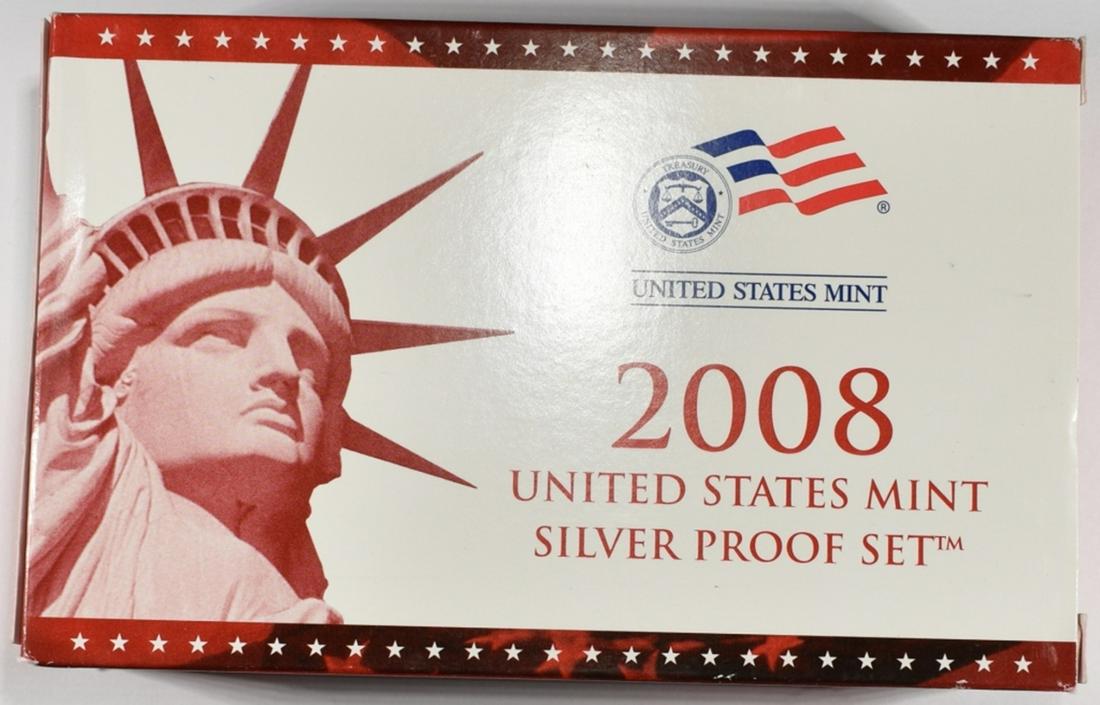 TREASURY
UNITED STATES MINT
®
UNITED STATES MINT
2008
UNITED STATES MINT
SILVER PROOF SET™